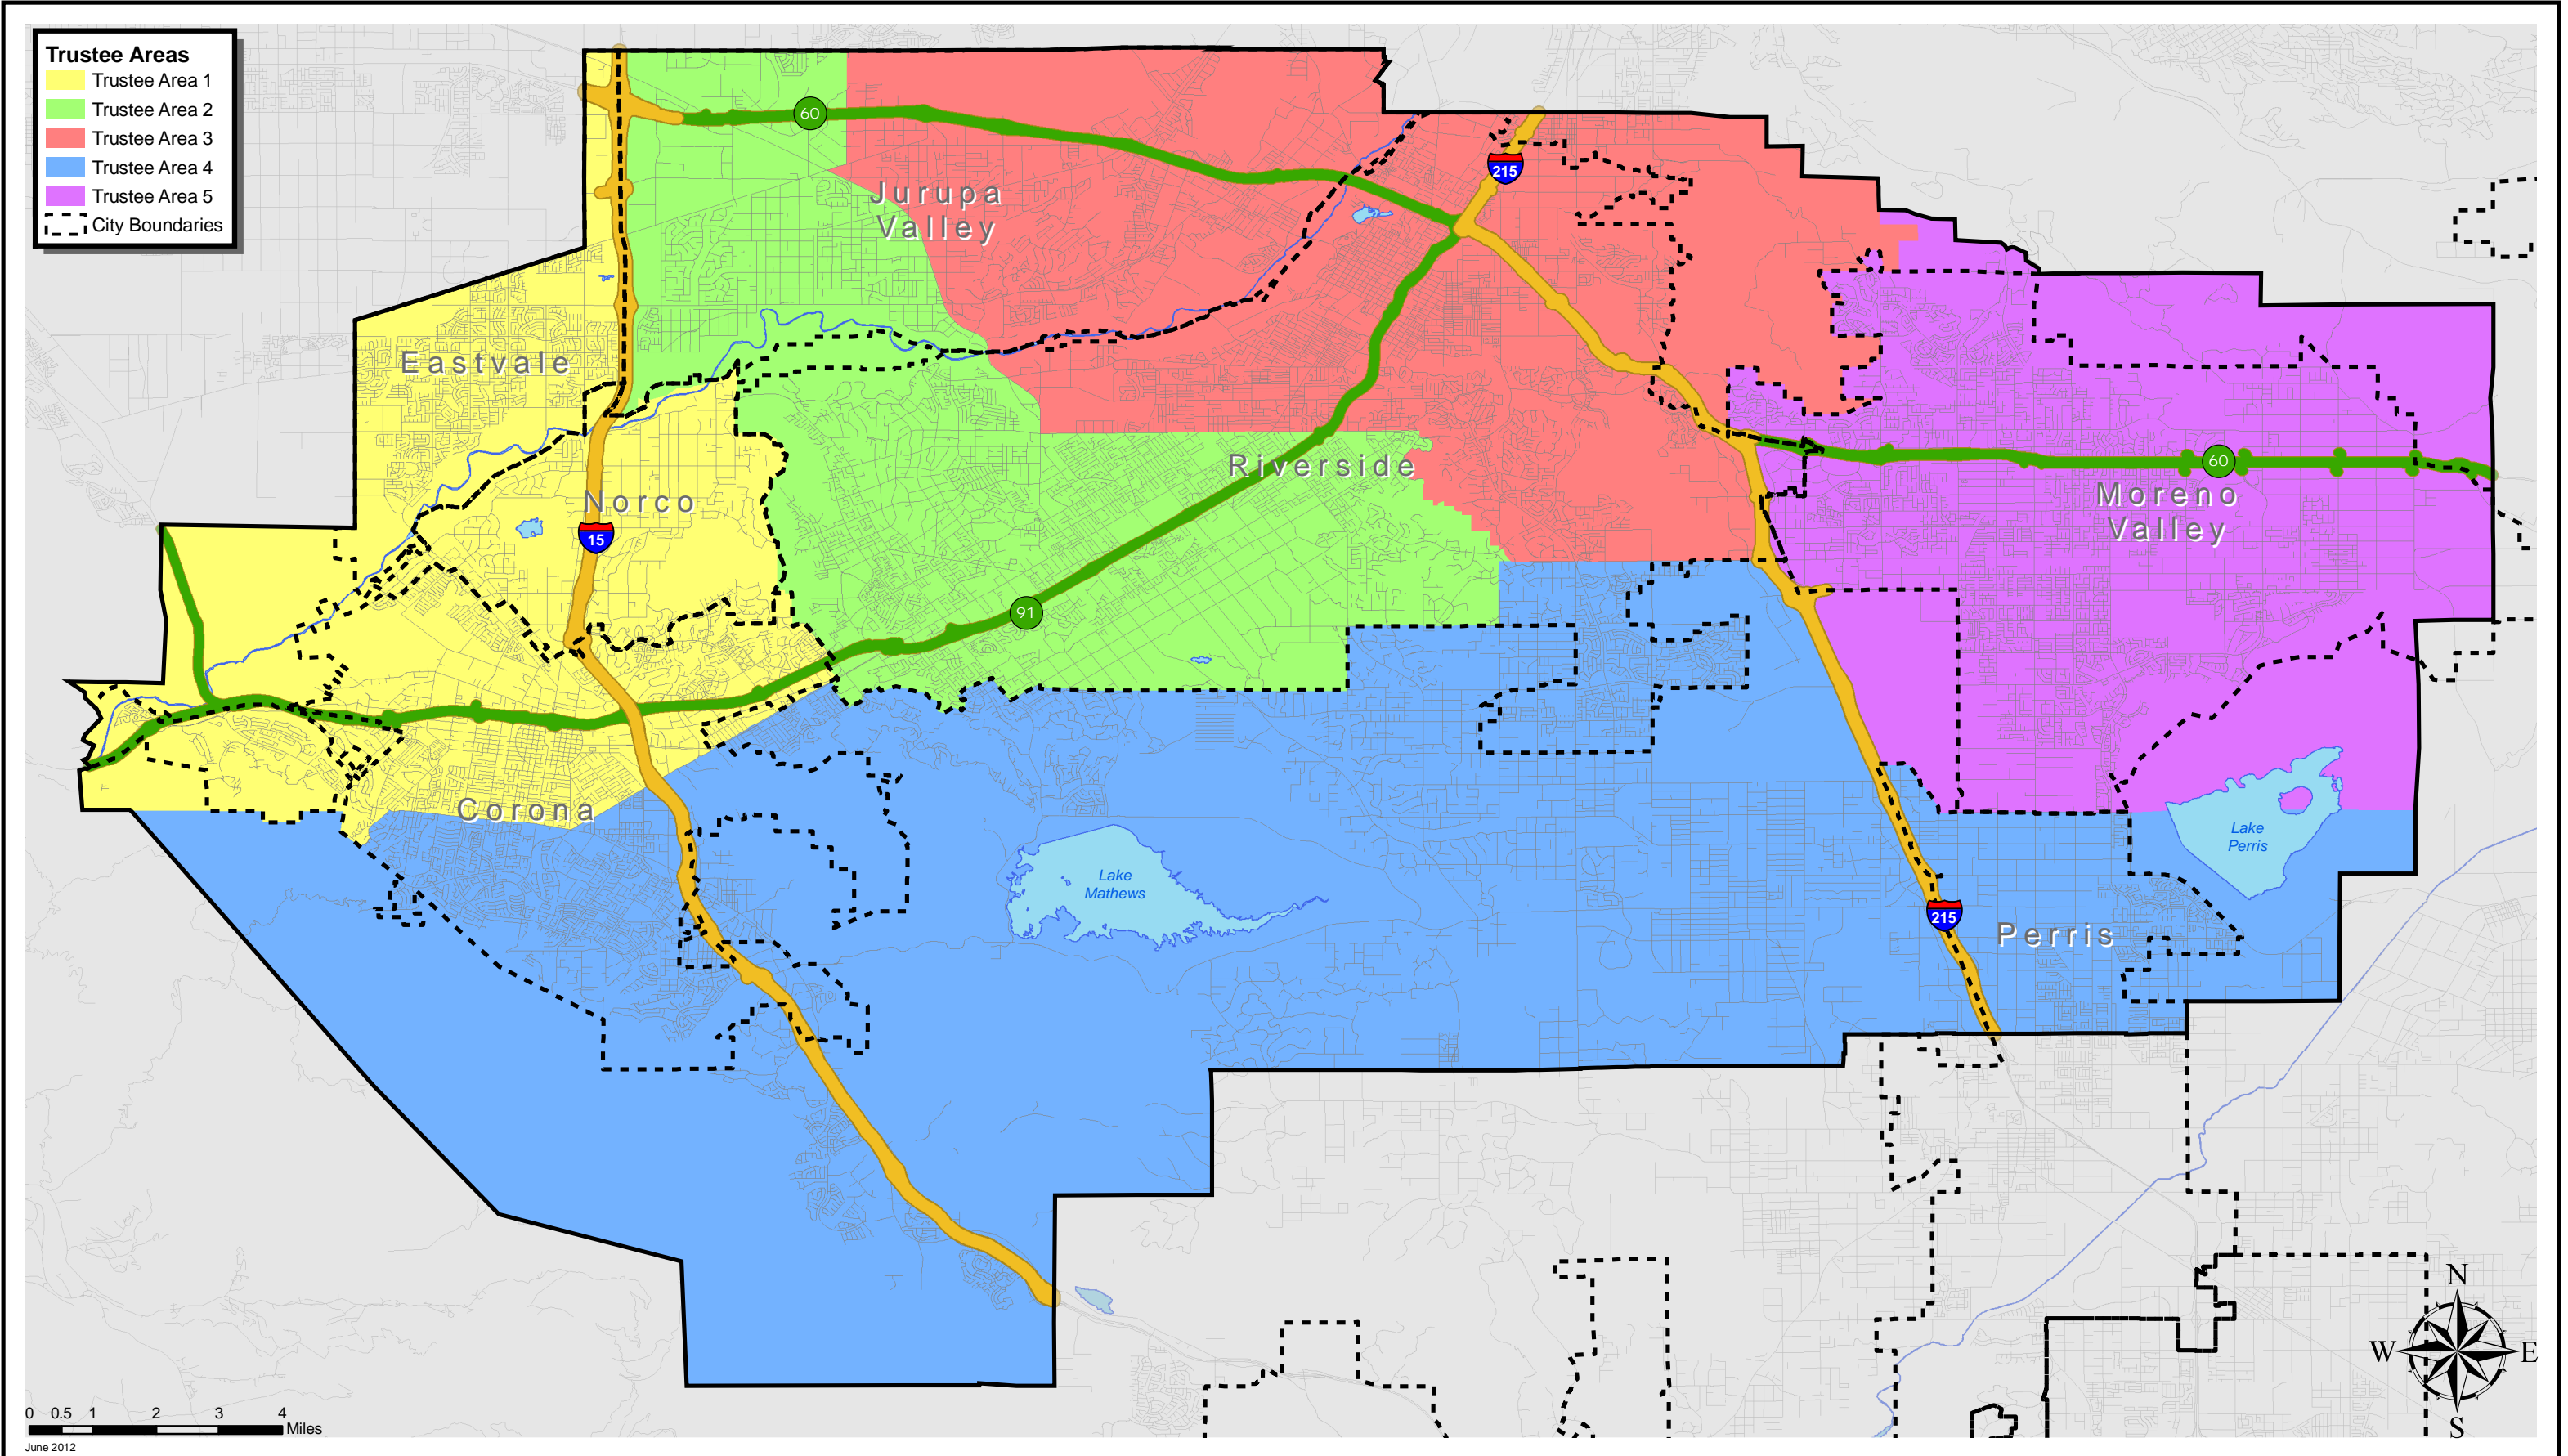 Trustee Areas
Trustee Area 1
Trustee Area 2
Trustee Area 3
Trustee Area 4
Trustee Area 5
City Boundaries
60
215
Jurupa
Valley
Eastvale
Riverside
60
Moreno
Valley
Norco
15
91
Corona
Lake
Perris
Lake
Mathews
215
Perris
N
W
E
S
0 0.5 1 2 3 4
Miles
June 2012